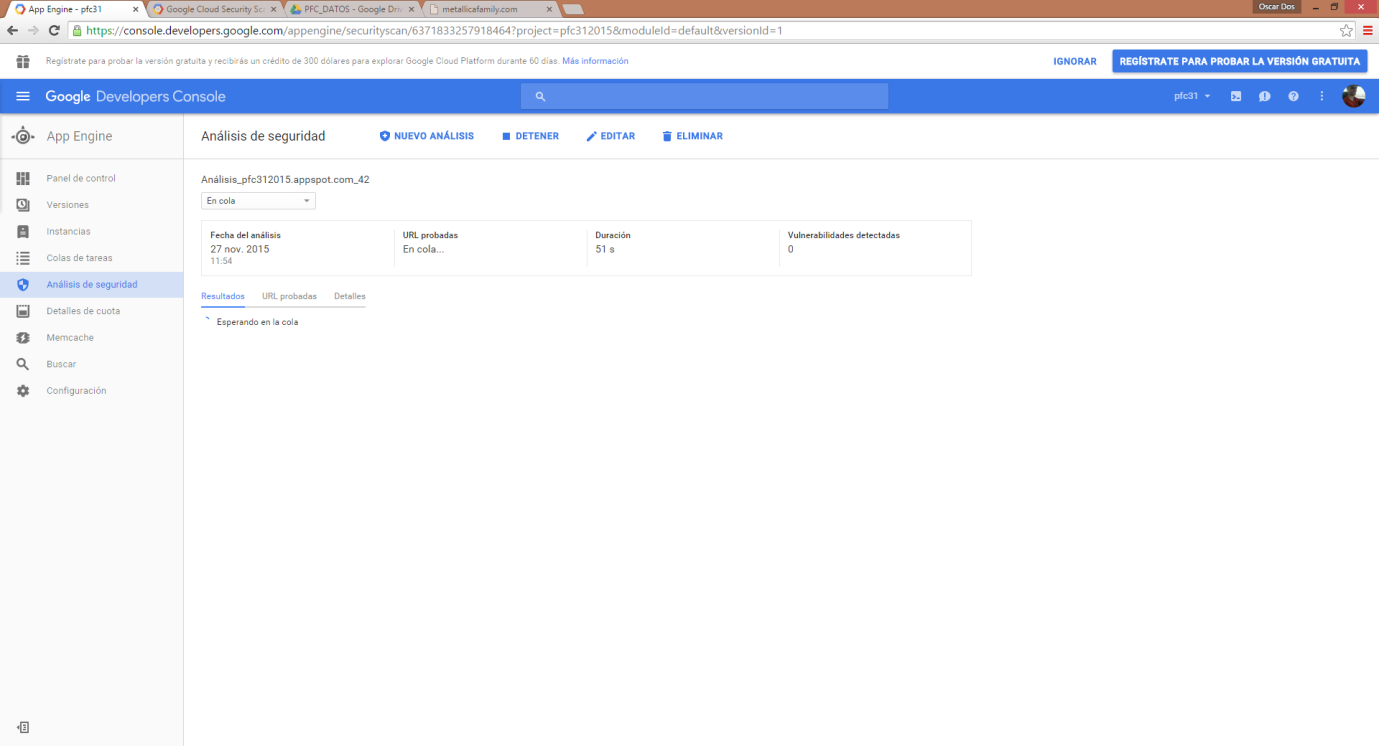 App Engine - pfc31
Google Cloud Security Sc
PFC_DATOS - Google Driv
metallicafamily.com
Oscar Dos
https://console.developers.google.com/appengine/securityscan/6371833257918464?project=pfc312015&moduleId=default&versionId=1
Regístrate para probar la versión gratuita y recibirás un crédito de 300 dólares para explorar Google Cloud Platform durante 60 días. Más información
IGNORAR
REGÍSTRATE PARA PROBAR LA VERSIÓN GRATUITA
Google Developers Console
pfc31
App Engine
Análisis de seguridad
NUEVO ANÁLISIS
DETENER
EDITAR
ELIMINAR
Panel de control
Versiones
Instancias
Colas de tareas
Análisis de seguridad
Detalles de cuota
Memcache
Buscar
Configuración
Análisis_pfc312015.appspot.com_42
En cola
Fecha del análisis
27 nov. 2015
11:54
URL probadas
En cola...
Duración
51 s
Vulnerabilidades detectadas
0
Resultados
URL probadas
Detalles
Esperando en la cola